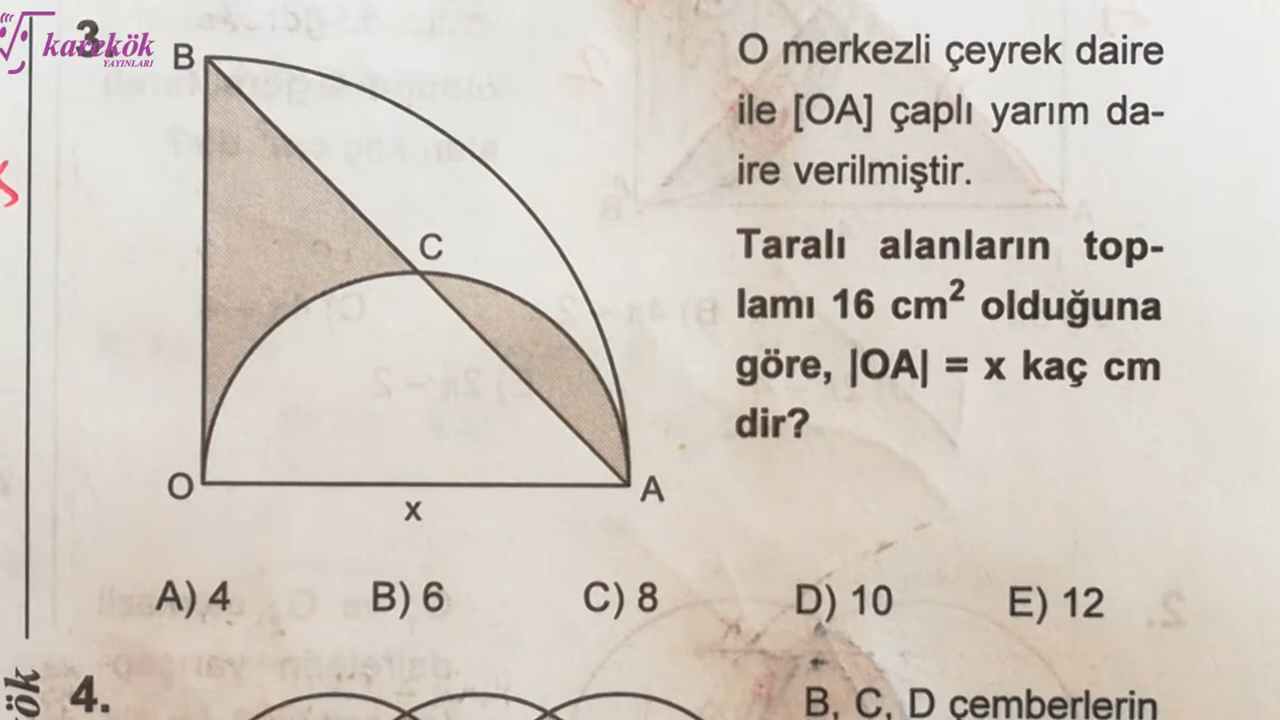 karekök
YAYINLARI
3.
B
C
O
A
x
O merkezli çeyrek daire
ile [OA] çaplı yarım da-
ire verilmiştir.
Taralı alanların top-
lamı 16 cm² olduğuna
göre, |OA| = x kaç cm
dir?
A) 4 B) 6 C) 8 D) 10 E) 12
4.
B, C, D çemberlerin
ök